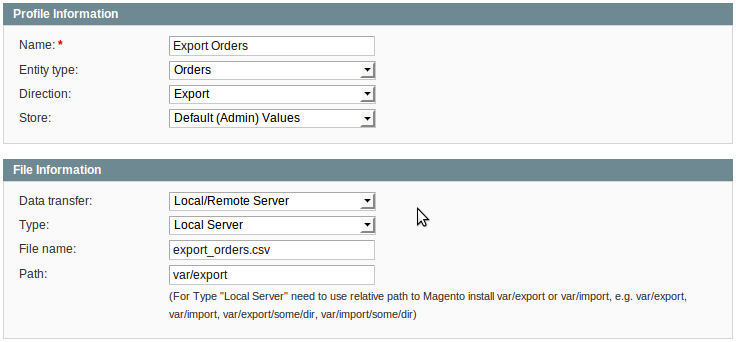 Profile Information
Name: *
Export Orders
Entity type:
Orders
Direction:
Export
Store:
Default (Admin) Values
File Information
Data transfer:
Local/Remote Server
Type:
Local Server
File name:
export_orders.csv
Path:
var/export
(For Type "Local Server" need to use relative path to Magento install var/export or var/import, e.g. var/export,
var/import, var/export/some/dir, var/import/some/dir)